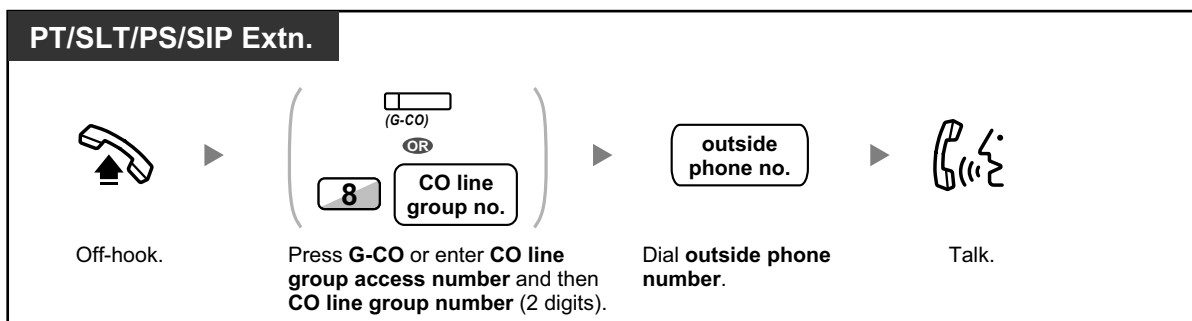 PT/SLT/PS/SIP Extn.
(G-CO)
OR
8
CO line
group no.
outside
phone no.
Off-hook.
Press G-CO or enter CO line
group access number and then
CO line group number (2 digits).
Dial outside phone
number.
Talk.